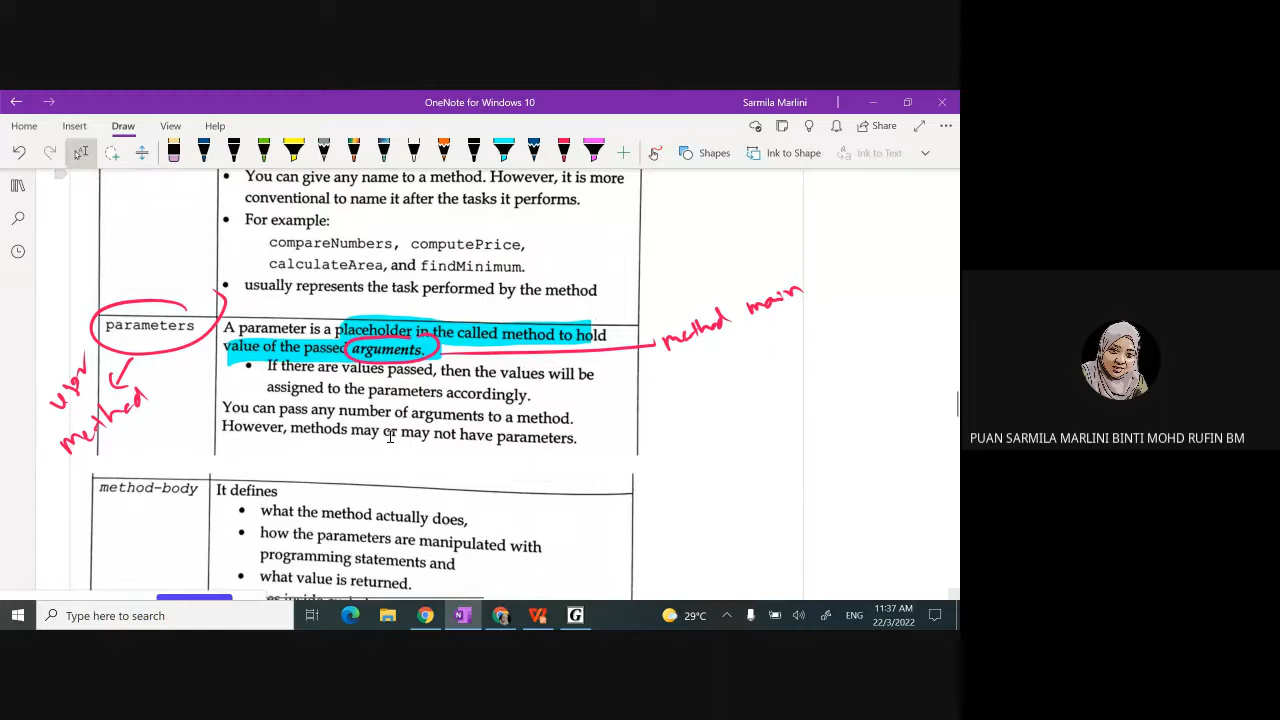 OneNote for Windows 10
Sarmila Marlini
Home
Insert
Draw
View
Help
Share
Shapes
Ink to Shape
Ink to Text
You can give any name to a method. However, it is more
conventional to name it after the tasks it performs.
For example:
compareNumbers, computePrice,
calculateArea, and findMinimum.
usually represents the task performed by the method
method main
parameters
A parameter is a placeholder in the called method to hold
value of the passed arguments.
If there are values passed, then the values will be
assigned to the parameters accordingly.
You can pass any number of arguments to a method.
However, methods may or may not have parameters.
user
method
method-body
It defines
what the method actually does,
how the parameters are manipulated with
programming statements and
what value is returned.
PUAN SARMILA MARLINI BINTI MOHD RUFIN BM
Type here to search
29°C
ENG
11:37 AM
22/3/2022